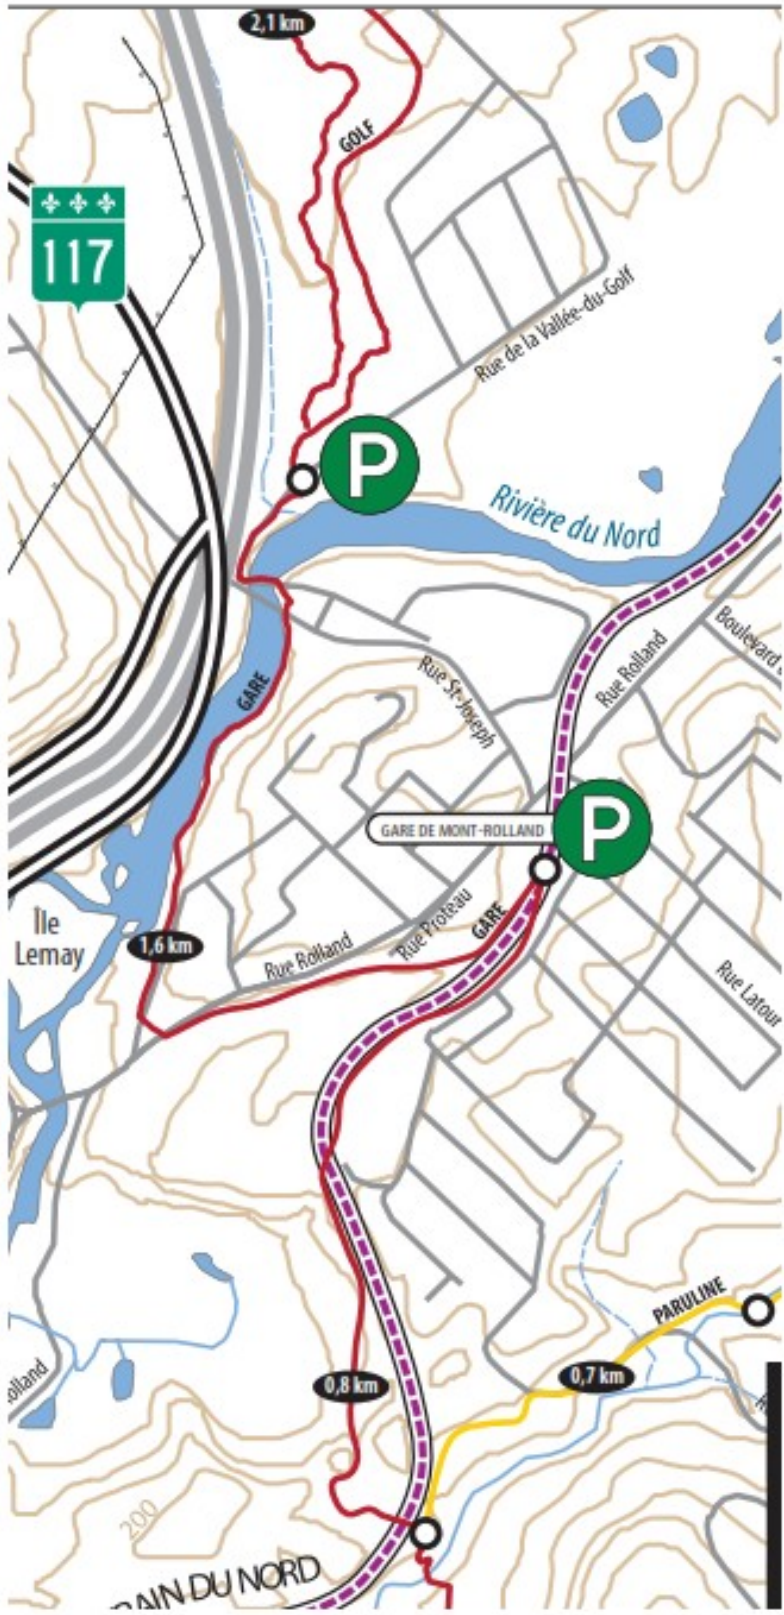 2,1 km
GOLF
117
Rue de la Vallée-du-Golf
P
Rivière du Nord
Boulevard
Rue Rolland
GARE
Rue St-Joseph
GARE DE MONT-ROLLAND
P
Île
Lemay
1,6 km
Rue Rolland
Rue Proteau
GARE
Rue Latour
PARULINE
0,7 km
0,8 km
olland
200
RAIN DU NORD